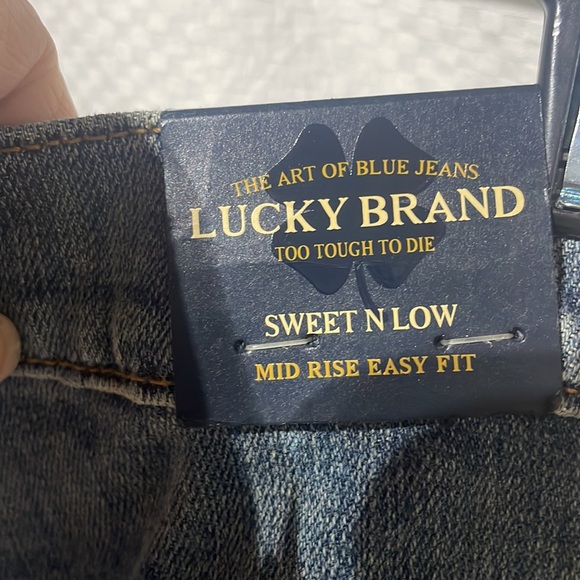 THE ART OF BLUE JEANS
LUCKY BRAND
TOO TOUGH TO DIE
SWEET N LOW
MID RISE EASY FIT